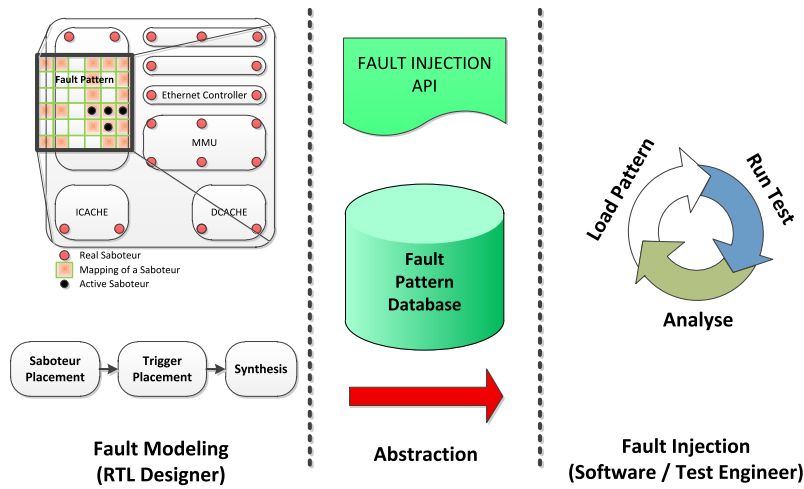 Fault Pattern
Ethernet Controller
MMU
ICACHE
DCACHE
Real Saboteur
Mapping of a Saboteur
Active Saboteur
Saboteur
Placement
Trigger
Placement
Synthesis
Fault Modeling
(RTL Designer)
FAULT INJECTION
API
Fault
Pattern
Database
Abstraction
Load Pattern
Run Test
Analyse
Fault Injection
(Software / Test Engineer)